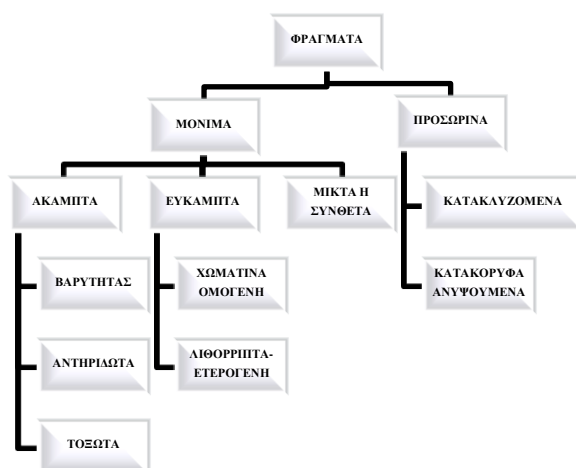 ΦΡΑΓΜΑΤΑ
ΜΟΝΙΜΑ
ΠΡΟΣΩΡΙΝΑ
ΑΚΑΜΠΤΑ
ΕΥΚΑΜΠΤΑ
ΜΙΚΤΑ Η
ΣΥΝΘΕΤΑ
ΚΑΤΑΚΛΥΖΟΜΕΝΑ
ΒΑΡΥΤΗΤΑΣ
ΧΩΜΑΤΙΝΑ
ΟΜΟΓΕΝΗ
ΚΑΤΑΚΟΡΥΦΑ
ΑΝΥΨΟΥΜΕΝΑ
ΑΝΤΗΡΙΔΩΤΑ
ΛΙΘΟΡΡΙΠΤΑ-
ΕΤΕΡΟΓΕΝΗ
ΤΟΞΩΤΑ